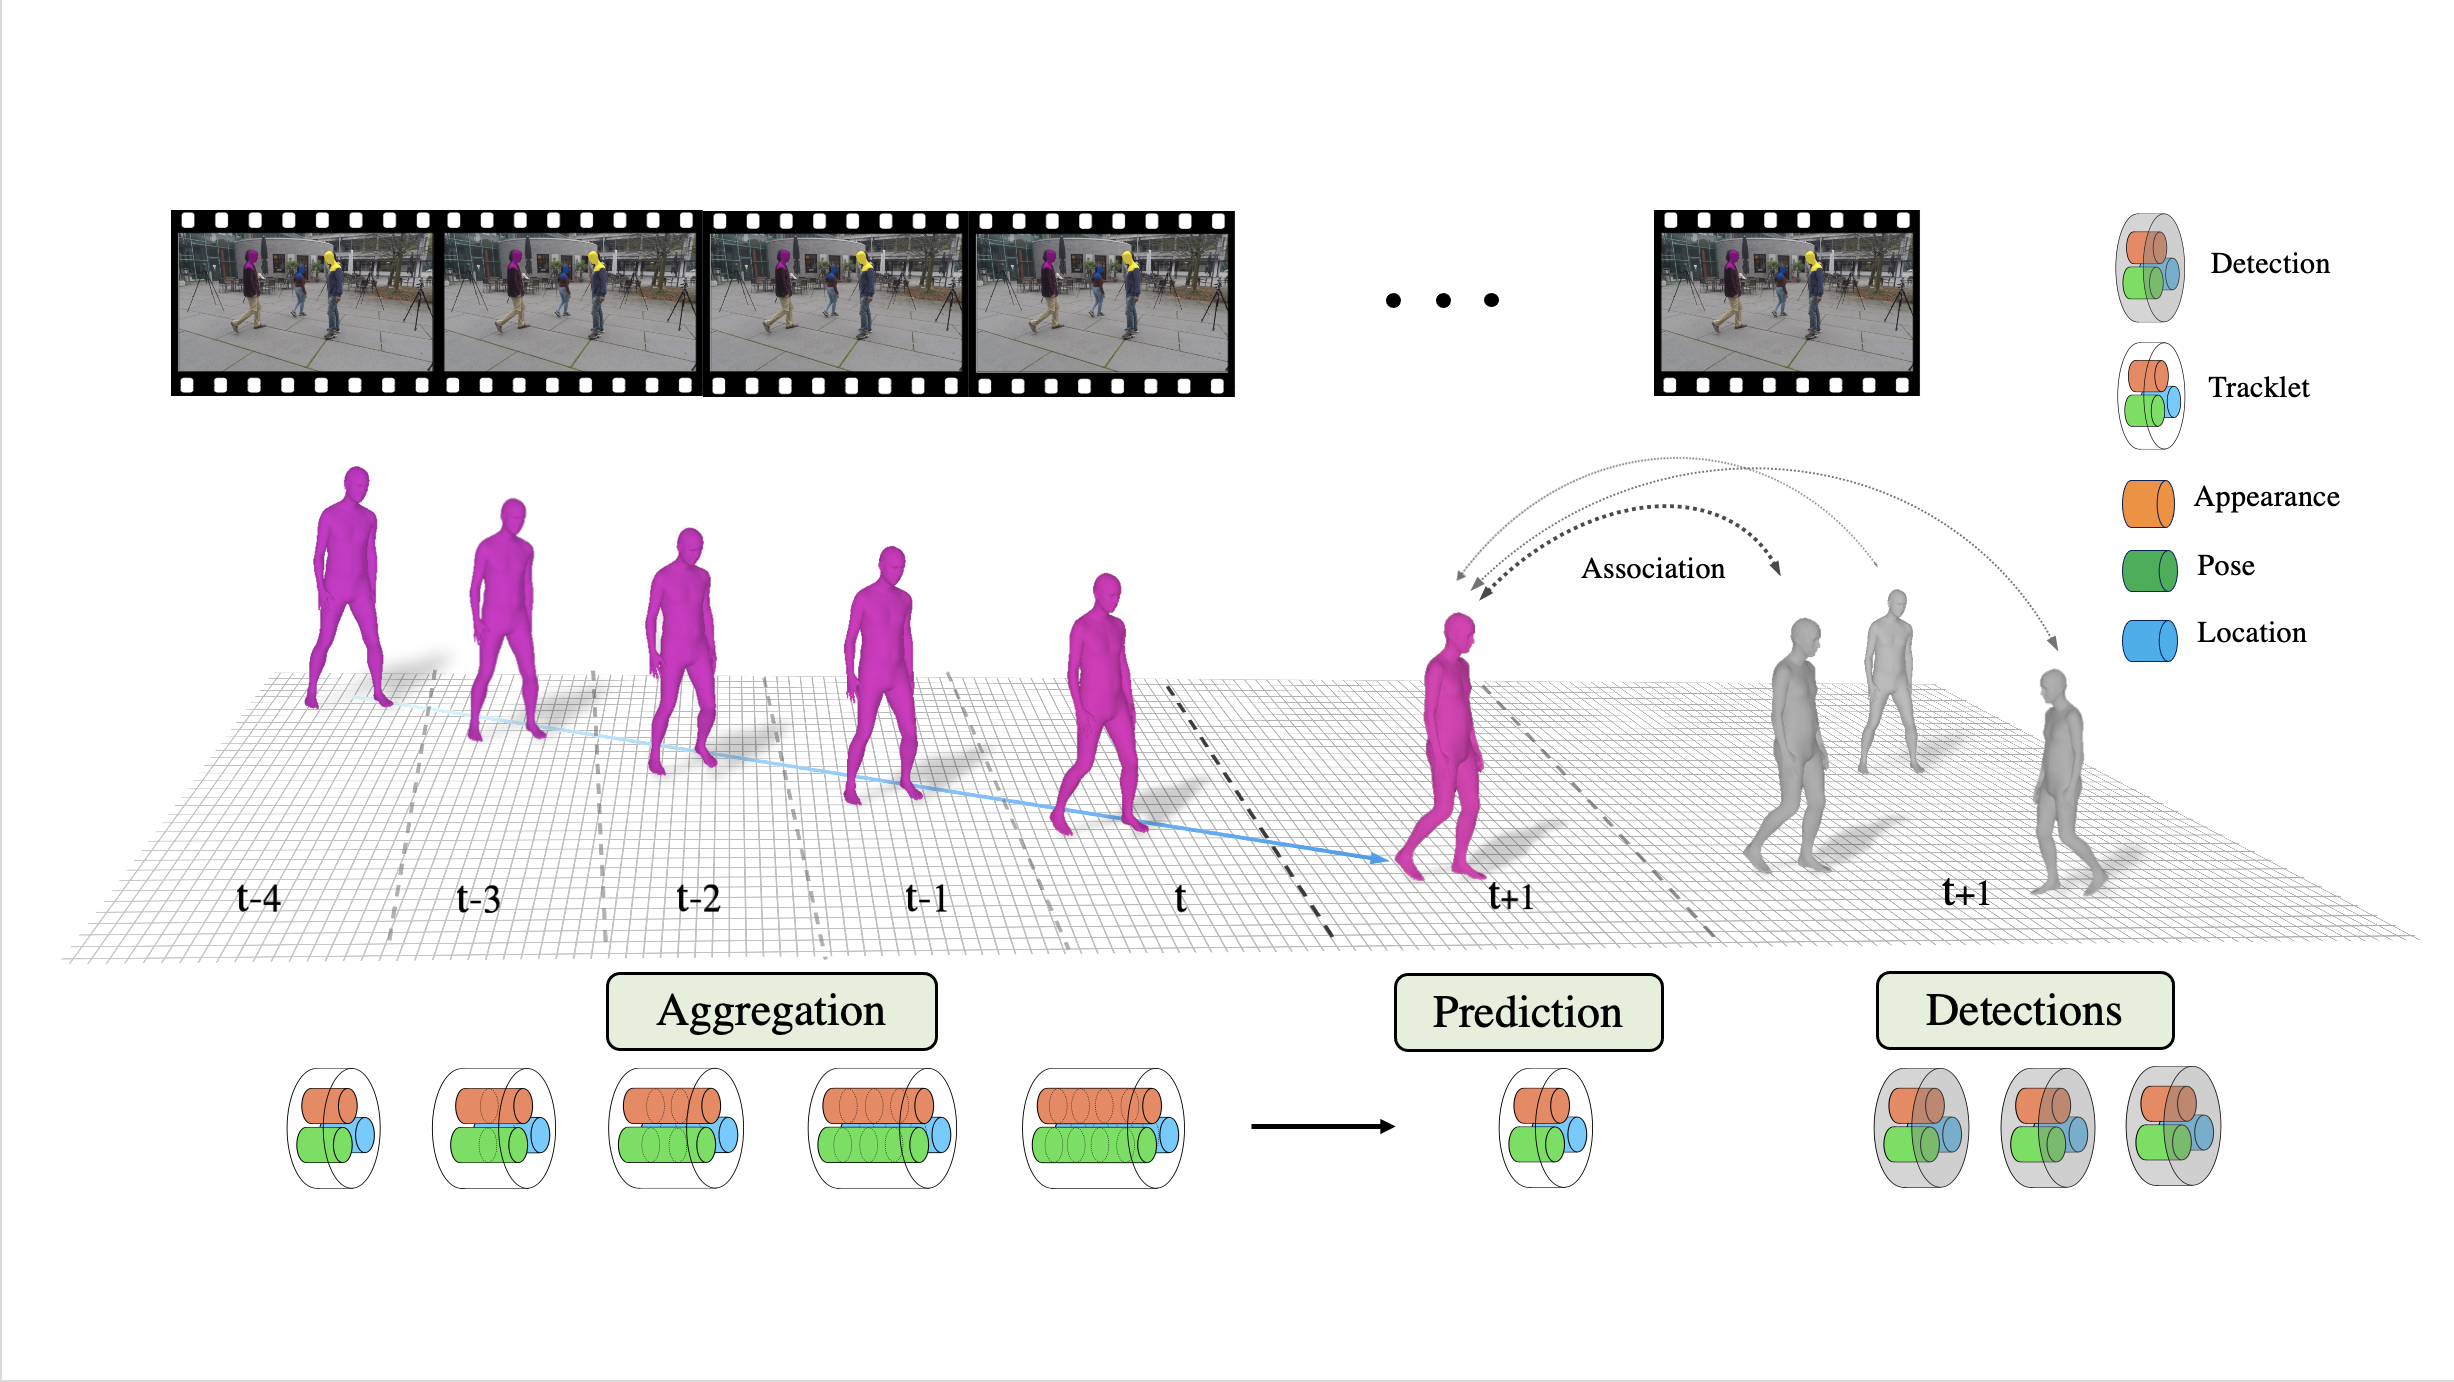 Detection
Tracklet
Appearance
Pose
Location
Association
t-4
t-3
t-2
t-1
t
t+1
t+1
Aggregation
Prediction
Detections